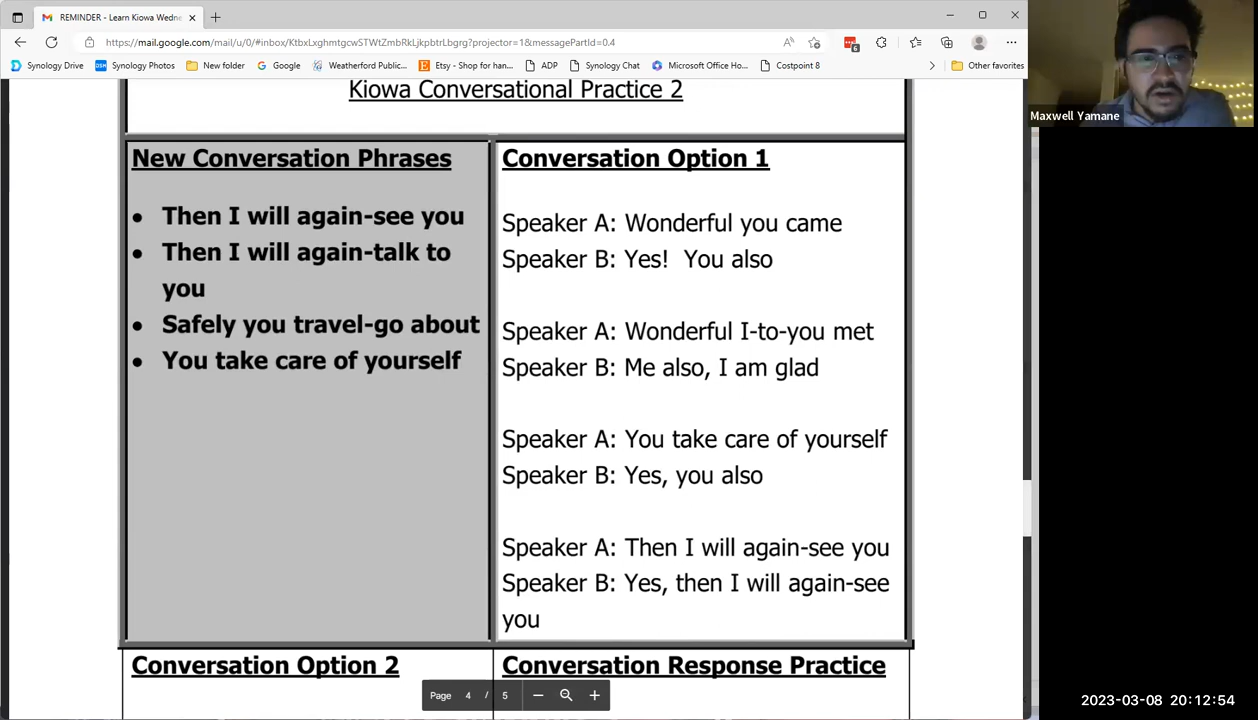 REMINDER - Learn Kiowa Wedne
https://mail.google.com/mail/u/0/#inbox/KtbxLxghmtgcwSTWtZmbRkLjkpbtrLbgrg?projector=1&messagePartId=0.4
6
Synology Drive
Synology Photos
New folder
Google
Weatherford Public...
Etsy - Shop for han...
ADP
Synology Chat
Microsoft Office Ho...
Costpoint 8
Other favorites
Maxwell Yamane
Kiowa Conversational Practice 2
New Conversation Phrases
• Then I will again-see you
• Then I will again-talk to
you
• Safely you travel-go about
• You take care of yourself
Conversation Option 1
Speaker A: Wonderful you came
Speaker B: Yes! You also
Speaker A: Wonderful I-to-you met
Speaker B: Me also, I am glad
Speaker A: You take care of yourself
Speaker B: Yes, you also
Speaker A: Then I will again-see you
Speaker B: Yes, then I will again-see
you
Conversation Option 2
Conversation Response Practice
Page 4 / 5
2023-03-08 20:12:54